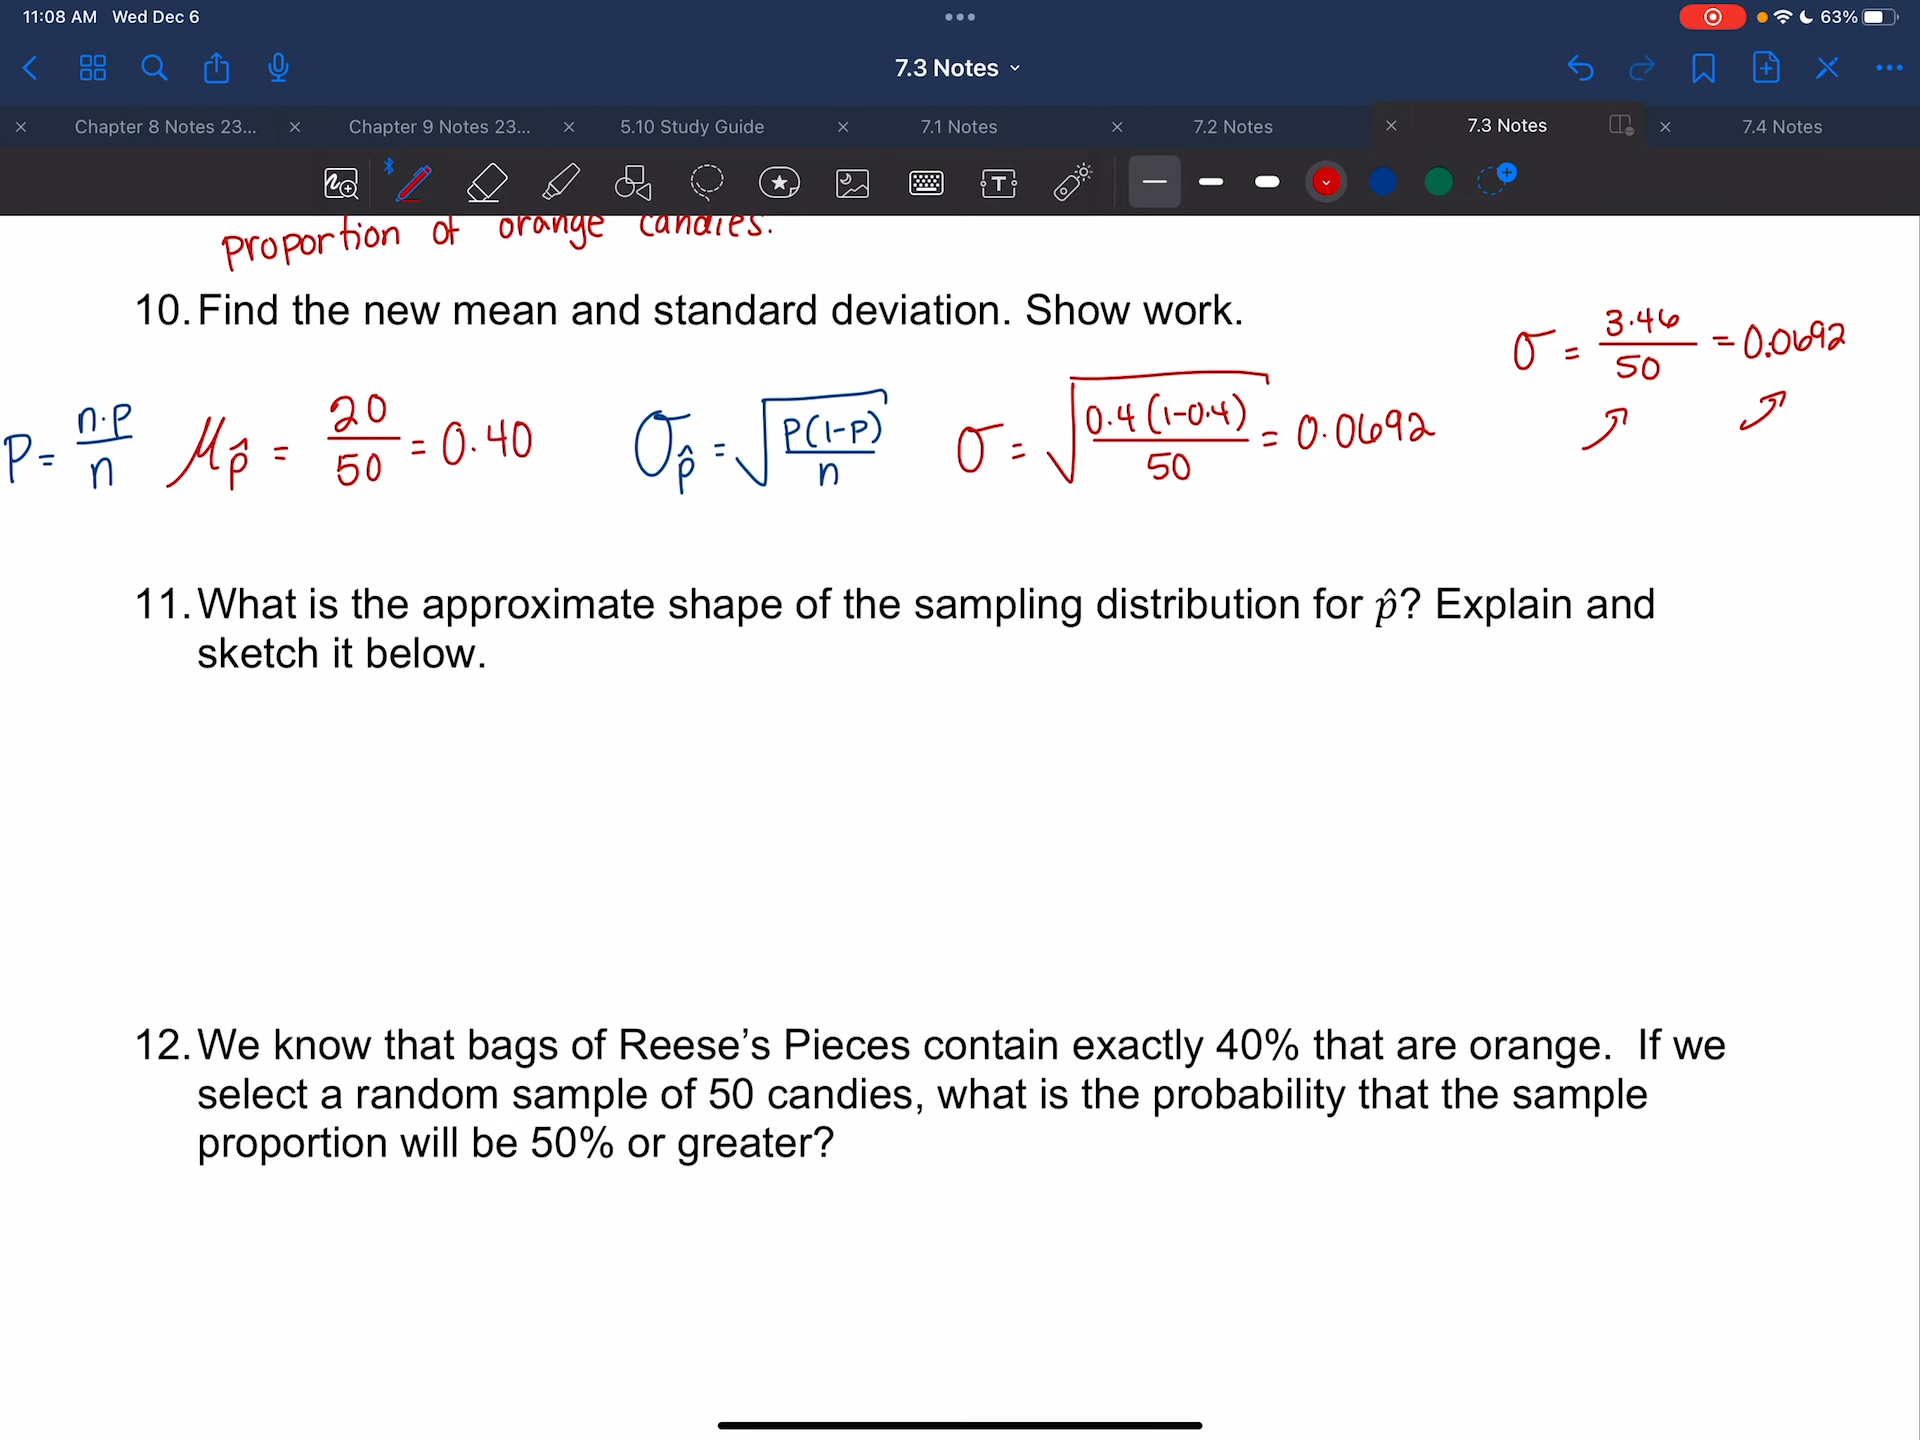 11:08 AM Wed Dec 6
63%
7.3 Notes
Chapter 8 Notes 23...
Chapter 9 Notes 23...
5.10 Study Guide
7.1 Notes
7.2 Notes
7.3 Notes
7.4 Notes
proportion of orange candies.
10. Find the new mean and standard deviation. Show work.
σ = 3.46/50 = 0.0692
P = n·p/n
μp̂ = 20/50 = 0.40
σp̂ = √(P(1-P)/n)
σ = √(0.4(1-0.4)/50) = 0.0692
11. What is the approximate shape of the sampling distribution for p̂? Explain and
sketch it below.
12. We know that bags of Reese’s Pieces contain exactly 40% that are orange. If we
select a random sample of 50 candies, what is the probability that the sample
proportion will be 50% or greater?